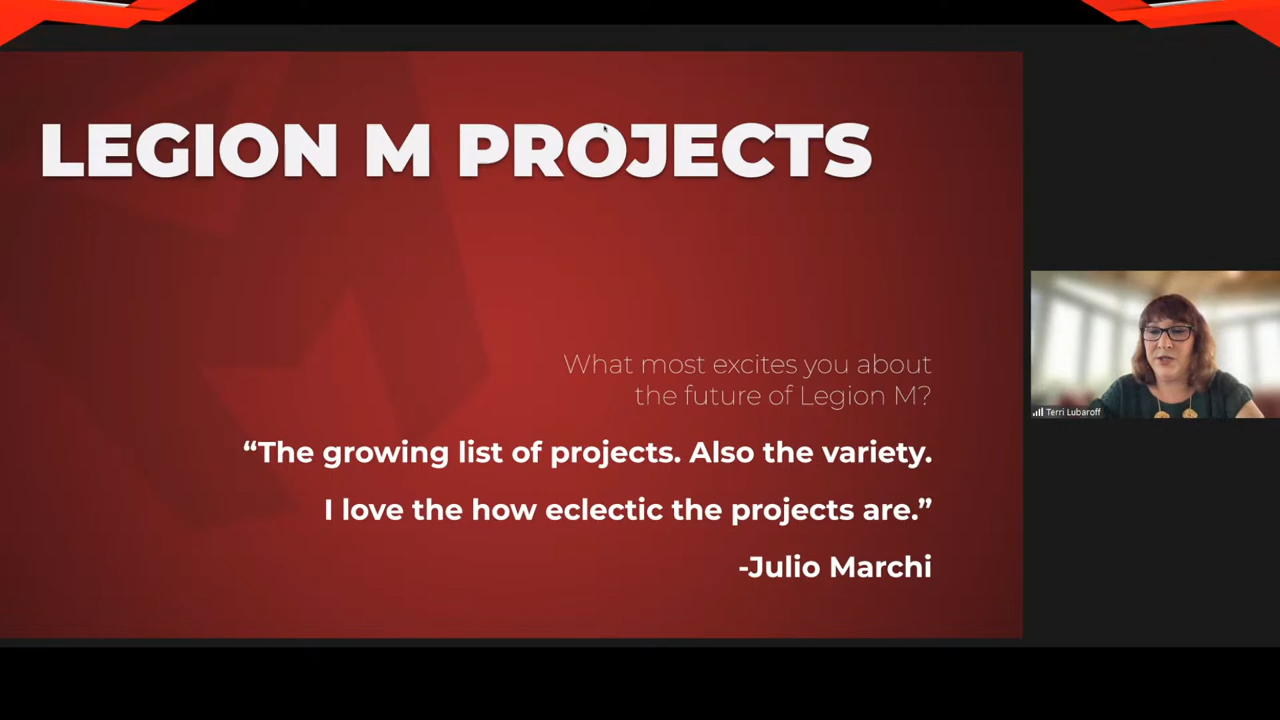 LEGION M PROJECTS
What most excites you about
the future of Legion M?
“The growing list of projects. Also the variety.
I love the how eclectic the projects are.”
-Julio Marchi
Terri Lubaroff